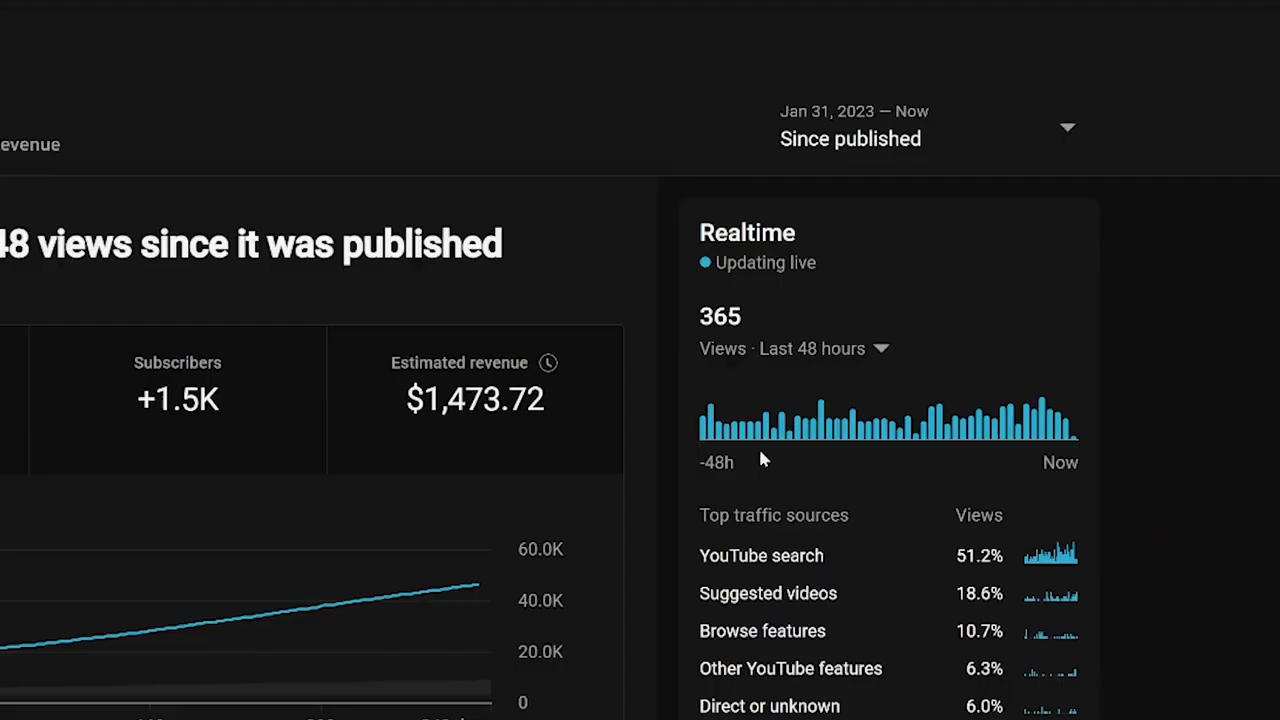 Jan 31, 2023 — Now
Since published
evenue
48 views since it was published
Realtime
Updating live
365
Views · Last 48 hours
Subscribers
+1.5K
Estimated revenue
$1,473.72
-48h
Now
60.0K
40.0K
20.0K
0
Top traffic sources
Views
YouTube search
51.2%
Suggested videos
18.6%
Browse features
10.7%
Other YouTube features
6.3%
Direct or unknown
6.0%